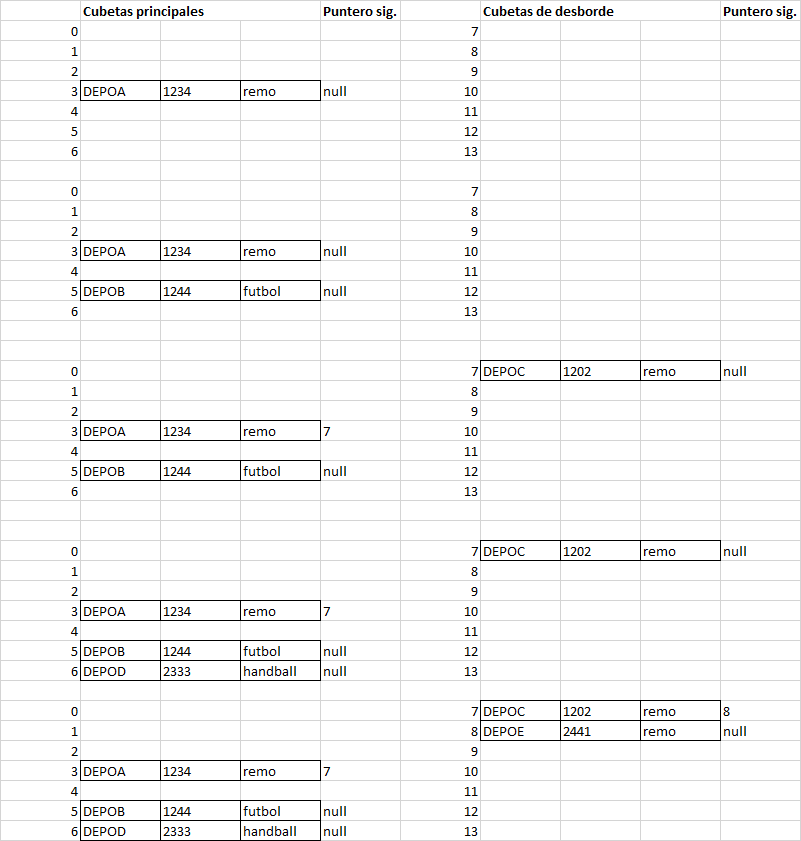 Cubetas principales Puntero sig. Cubetas de desborde Puntero sig.
0 7
1 8
2 9
3 DEPOA 1234 remo null 10
4 11
5 12
6 13
0 7
1 8
2 9
3 DEPOA 1234 remo null 10
4 11
5 DEPOB 1244 futbol null 12
6 13
0 7 DEPOC 1202 remo null
1 8
2 9
3 DEPOA 1234 remo 7 10
4 11
5 DEPOB 1244 futbol null 12
6 13
0 7 DEPOC 1202 remo null
1 8
2 9
3 DEPOA 1234 remo 7 10
4 11
5 DEPOB 1244 futbol null 12
6 DEPOD 2333 handball null 13
0 7 DEPOC 1202 remo 8
1 8 DEPOE 2441 remo null
2 9
3 DEPOA 1234 remo 7 10
4 11
5 DEPOB 1244 futbol null 12
6 DEPOD 2333 handball null 13